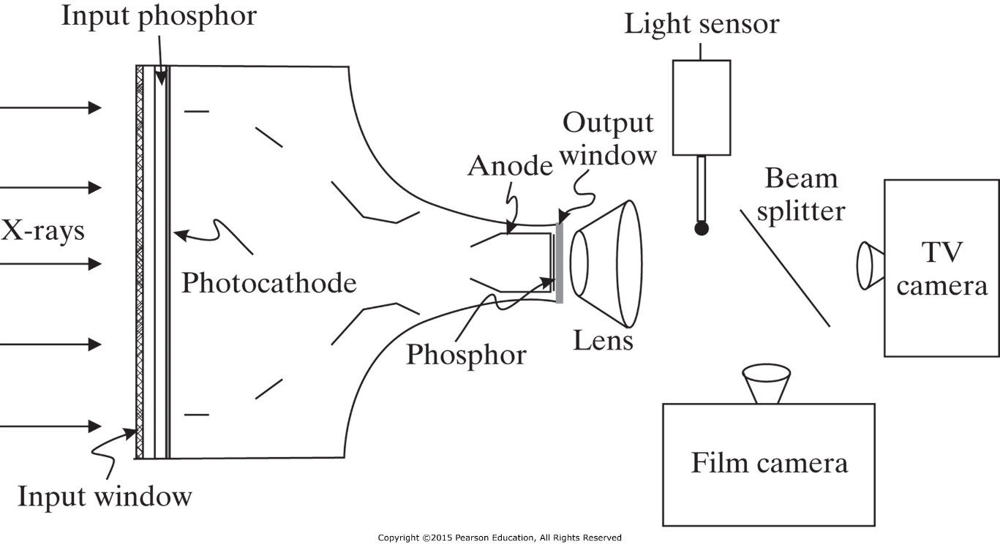 Input phosphor
Light sensor
Output
window
Anode
Beam
splitter
X-rays
TV
camera
Photocathode
Lens
Phosphor
Film camera
Input window
Copyright ©2015 Pearson Education, All Rights Reserved